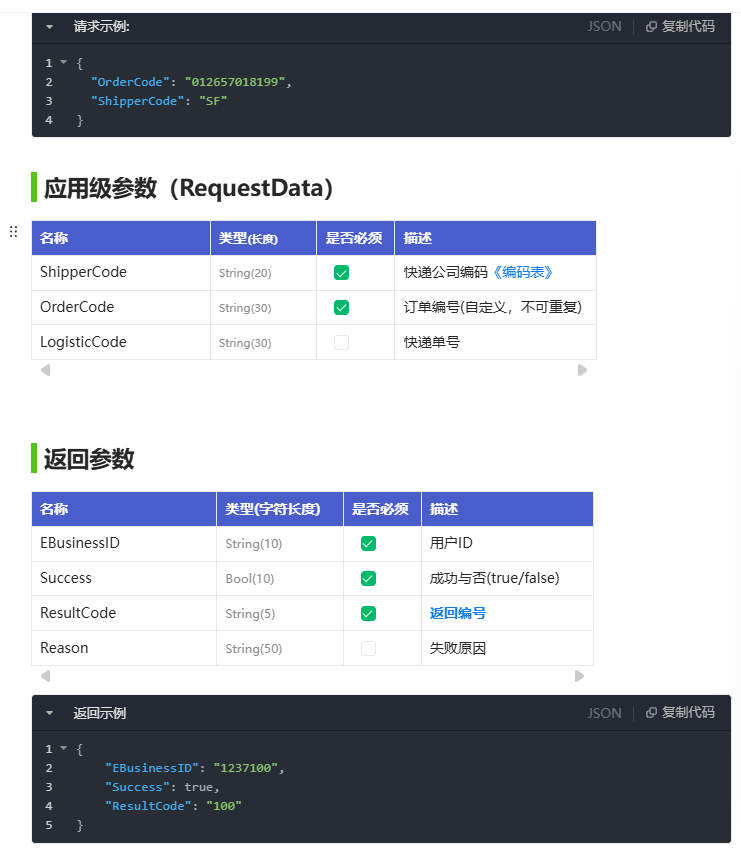 请求示例: JSON 复制代码
1 {
2 "OrderCode": "012657018199",
3 "ShipperCode": "SF"
4 }
应用级参数（RequestData）
名称 类型(长度) 是否必须 描述
ShipperCode String(20) 快递公司编码《编码表》
OrderCode String(30) 订单编号(自定义，不可重复)
LogisticCode String(30) 快递单号
返回参数
名称 类型(字符长度) 是否必须 描述
EBusinessID String(10) 用户ID
Success Bool(10) 成功与否(true/false)
ResultCode String(5) 返回编号
Reason String(50) 失败原因
返回示例 JSON 复制代码
1 {
2 "EBusinessID": "1237100",
3 "Success": true,
4 "ResultCode": "100"
5 }